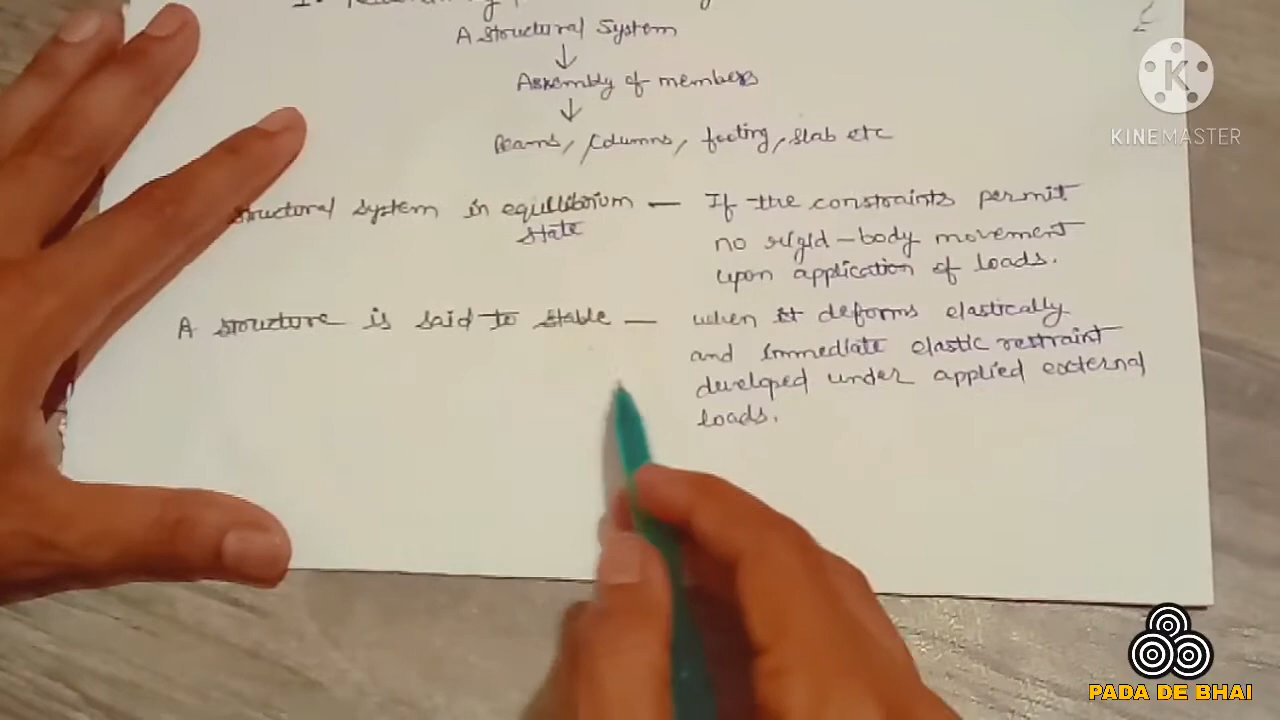 A Structural System
↓
Assembly of members
↓
Beams, columns, footing, slab etc
Structural system in equilibrium — If the constraints permit
state no rigid-body movement
upon application of loads.
A structure is said to stable — when it deforms elastically
and immediate elastic restraint
developed under applied external
loads.
K
KINEMASTER
PADA DE BHAI